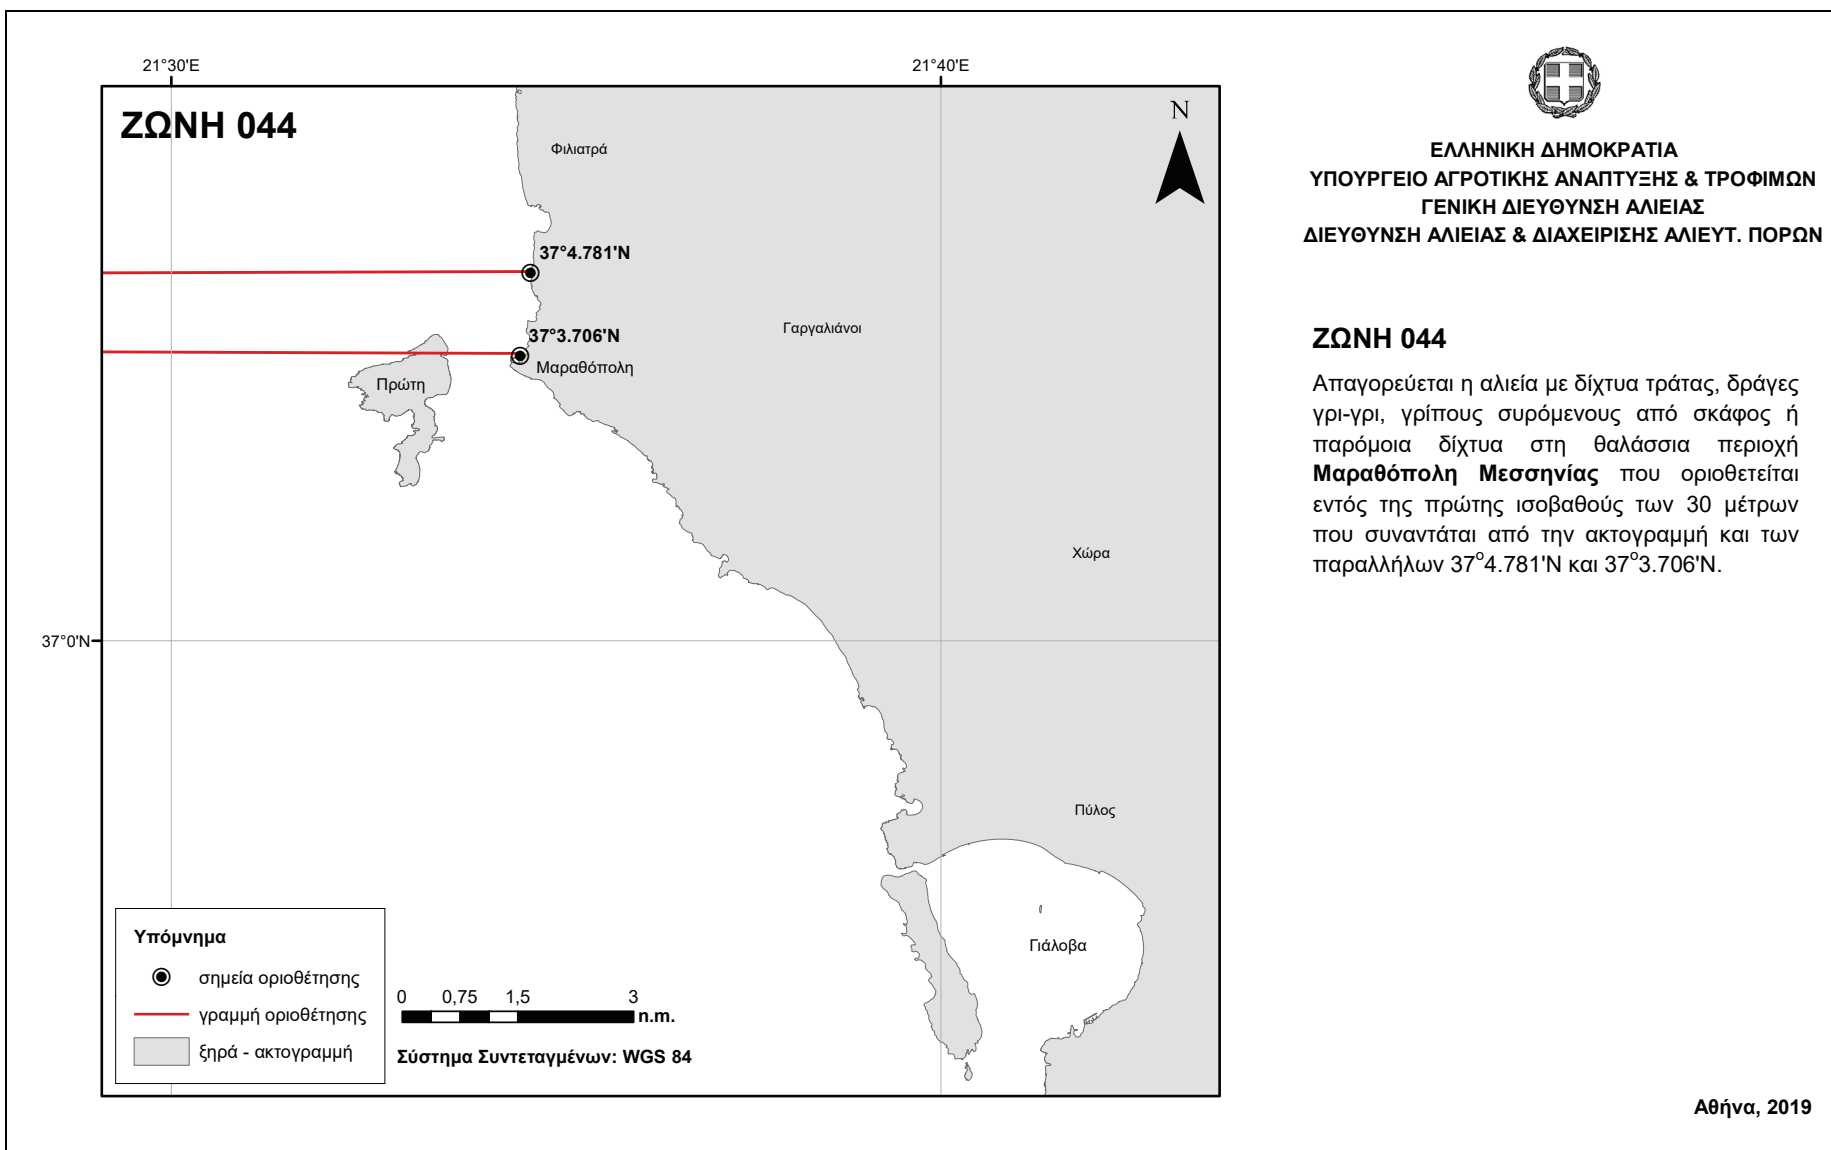 21°30'E
21°40'E
ΖΩΝΗ 044
N
Φιλιατρά
37°4.781'N
Γαργαλιάνοι
37°3.706'N
Μαραθόπολη
Πρώτη
Χώρα
37°0'N
Πύλος
Γιάλοβα
Υπόμνημα
σημεία οριοθέτησης
γραμμή οριοθέτησης
ξηρά - ακτογραμμή
0 0,75 1,5 3
n.m.
Σύστημα Συντεταγμένων: WGS 84
ΕΛΛΗΝΙΚΗ ΔΗΜΟΚΡΑΤΙΑ
ΥΠΟΥΡΓΕΙΟ ΑΓΡΟΤΙΚΗΣ ΑΝΑΠΤΥΞΗΣ & ΤΡΟΦΙΜΩΝ
ΓΕΝΙΚΗ ΔΙΕΥΘΥΝΣΗ ΑΛΙΕΙΑΣ
ΔΙΕΥΘΥΝΣΗ ΑΛΙΕΙΑΣ & ΔΙΑΧΕΙΡΙΣΗΣ ΑΛΙΕΥΤ. ΠΟΡΩΝ
ΖΩΝΗ 044
Απαγορεύεται η αλιεία με δίχτυα τράτας, δράγες
γρι-γρι, γρίπους συρόμενους από σκάφος ή
παρόμοια δίχτυα στη θαλάσσια περιοχή
Μαραθόπολη Μεσσηνίας που οριοθετείται
εντός της πρώτης ισοβαθούς των 30 μέτρων
που συναντάται από την ακτογραμμή και των
παραλλήλων 37°4.781'N και 37°3.706'N.
Αθήνα, 2019